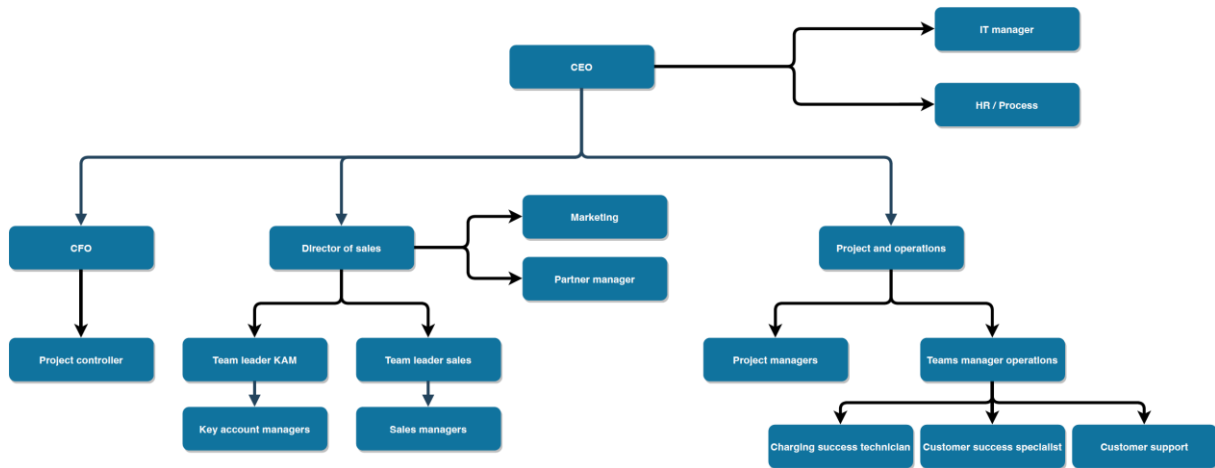 IT manager
CEO
HR / Process
Marketing
CFO
Director of sales
Project and operations
Partner manager
Project controller
Team leader KAM
Team leader sales
Project managers
Teams manager operations
Key account managers
Sales managers
Charging success technician
Customer success specialist
Customer support